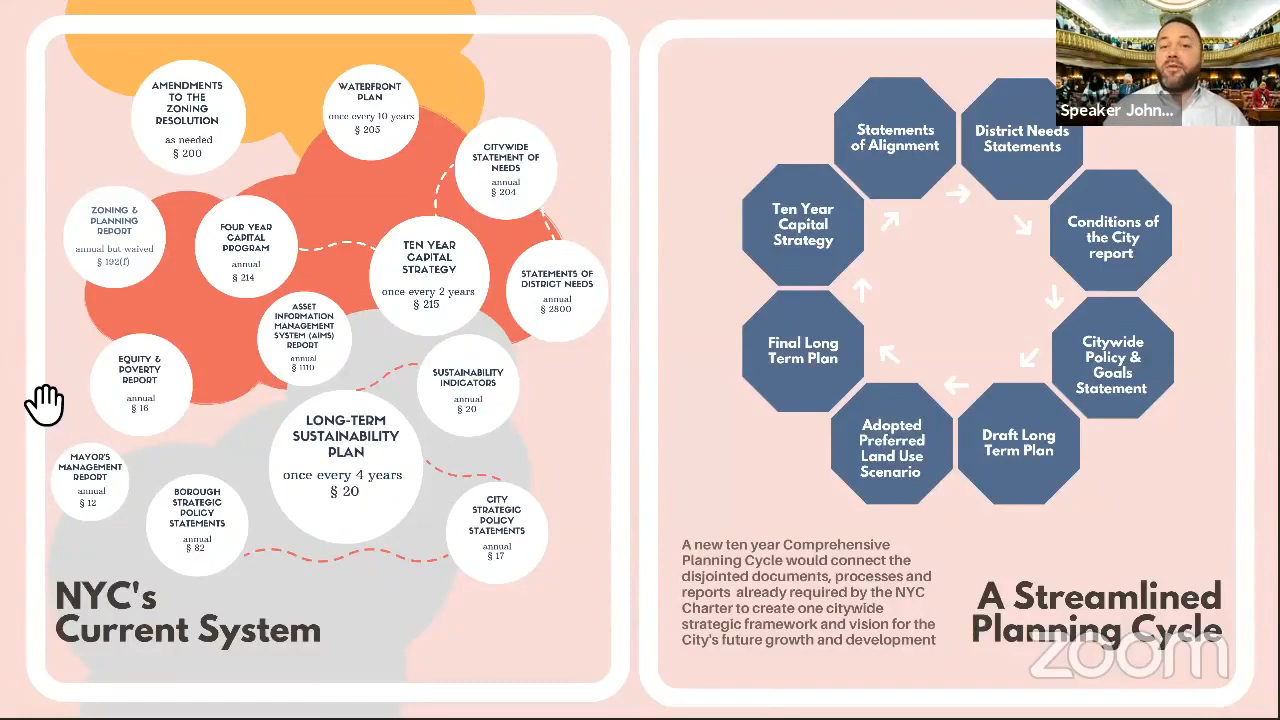 AMENDMENTS
TO THE
ZONING
RESOLUTION
as needed
§ 200
WATERFRONT
PLAN
once every 10 years
§ 205
CITYWIDE
STATEMENT OF
NEEDS
annual
§ 204
ZONING &
PLANNING
REPORT
annual but waived
§ 192(f)
FOUR YEAR
CAPITAL
PROGRAM
annual
§ 214
TEN YEAR
CAPITAL
STRATEGY
once every 2 years
§ 215
STATEMENTS OF
DISTRICT NEEDS
annual
§ 2800
ASSET
INFORMATION
MANAGEMENT
SYSTEM (AIMS)
REPORT
annual
§ 1110
EQUITY &
POVERTY
REPORT
annual
§ 16
SUSTAINABILITY
INDICATORS
annual
§ 20
LONG-TERM
SUSTAINABILITY
PLAN
once every 4 years
§ 20
MAYOR'S
MANAGEMENT
REPORT
annual
§ 12
BOROUGH
STRATEGIC
POLICY
STATEMENTS
annual
§ 82
CITY
STRATEGIC
POLICY
STATEMENTS
annual
§ 17
NYC's
Current System
Speaker John...
Statements
of Alignment
District Needs
Statements
Conditions of
the City
report
Citywide
Policy &
Goals
Statement
Draft Long
Term Plan
Adopted
Preferred
Land Use
Scenario
Final Long
Term Plan
Ten Year
Capital
Strategy
A new ten year Comprehensive
Planning Cycle would connect the
disjointed documents, processes and
reports already required by the NYC
Charter to create one citywide
strategic framework and vision for the
City's future growth and development
A Streamlined
Planning Cycle
zoom